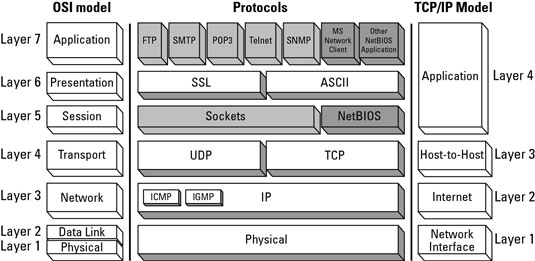 OSI model Protocols TCP/IP Model
Layer 7 Application FTP SMTP POP3 Telnet SNMP MS Network Client Other NetBIOS Application
Layer 6 Presentation SSL ASCII Application Layer 4
Layer 5 Session Sockets NetBIOS
Layer 4 Transport UDP TCP Host-to-Host Layer 3
Layer 3 Network ICMP IGMP IP Internet Layer 2
Layer 2 Data Link
Layer 1 Physical Physical Network Interface Layer 1